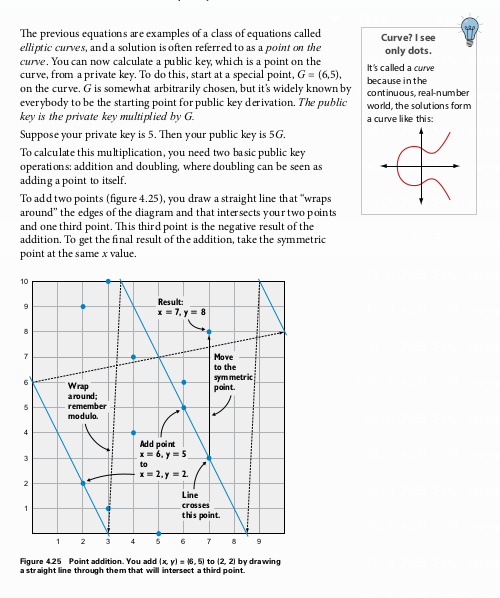 The previous equations are examples of a class of equations called
elliptic curves, and a solution is often referred to as a point on the
curve. You can now calculate a public key, which is a point on the
curve, from a private key. To do this, start at a special point, G = (6,5),
on the curve. G is somewhat arbitrarily chosen, but it's widely known by
everybody to be the starting point for public key derivation. The public
key is the private key multiplied by G.
Suppose your private key is 5. Then your public key is 5G.
To calculate this multiplication, you need two basic public key
operations: addition and doubling, where doubling can be seen as
adding a point to itself.
To add two points (figure 4.25), you draw a straight line that "wraps
around" the edges of the diagram and that intersects your two points
and one third point. This third point is the negative result of the
addition. To get the final result of the addition, take the symmetric
point at the same x value.
Curve? I see
only dots.
It's called a curve
because in the
continuous, real-number
world, the solutions form
a curve like this:
10
9
8
7
6
5
4
3
2
1
1 2 3 4 5 6 7 8 9
Result:
x = 7, y = 8
Move
to the
symmetric
point.
Wrap
around;
remember
modulo.
Add point
x = 6, y = 5
to
x = 2, y = 2.
Line
crosses
this point.
Figure 4.25 Point addition. You add (x, y) = (6, 5) to (2, 2) by drawing
a straight line through them that will intersect a third point.